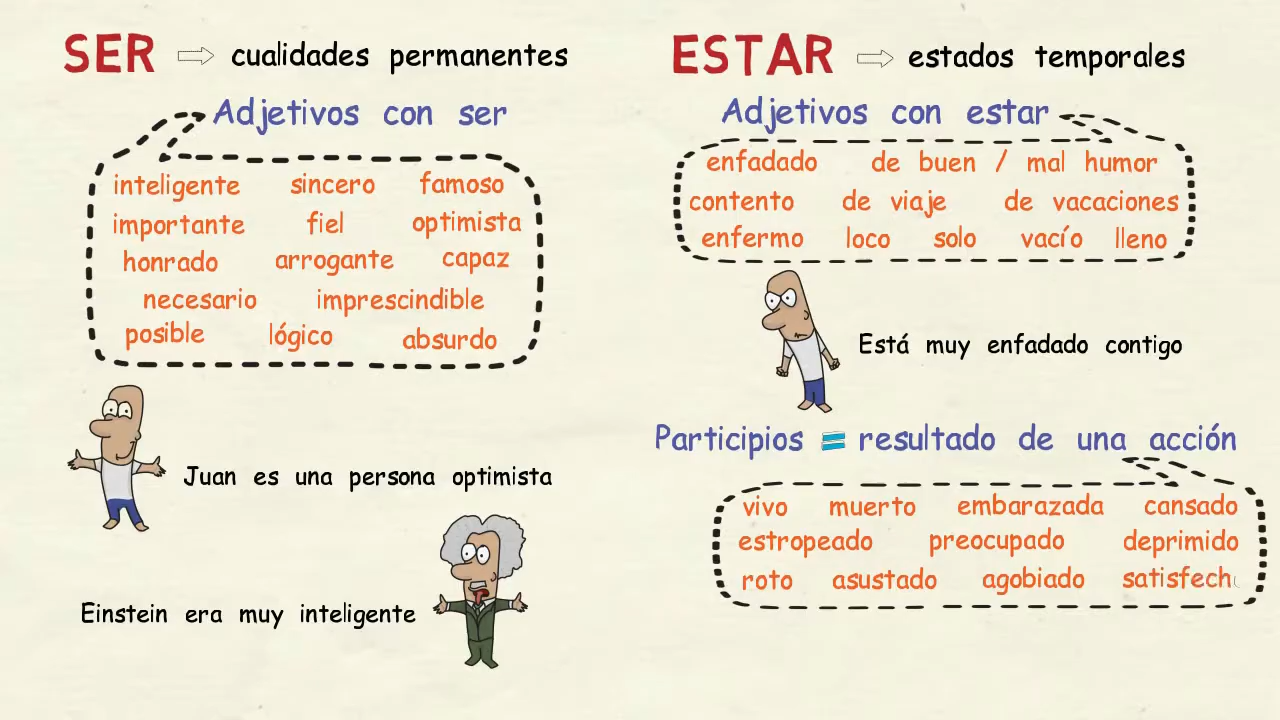 SER cualidades permanentes
Adjetivos con ser
inteligente sincero famoso
importante fiel optimista
honrado arrogante capaz
necesario imprescindible
posible lógico absurdo
Juan es una persona optimista
Einstein era muy inteligente
ESTAR estados temporales
Adjetivos con estar
enfadado de buen / mal humor
contento de viaje de vacaciones
enfermo loco solo vacío lleno
Está muy enfadado contigo
Participios = resultado de una acción
vivo muerto embarazada cansado
estropeado preocupado deprimido
roto asustado agobiado satisfech